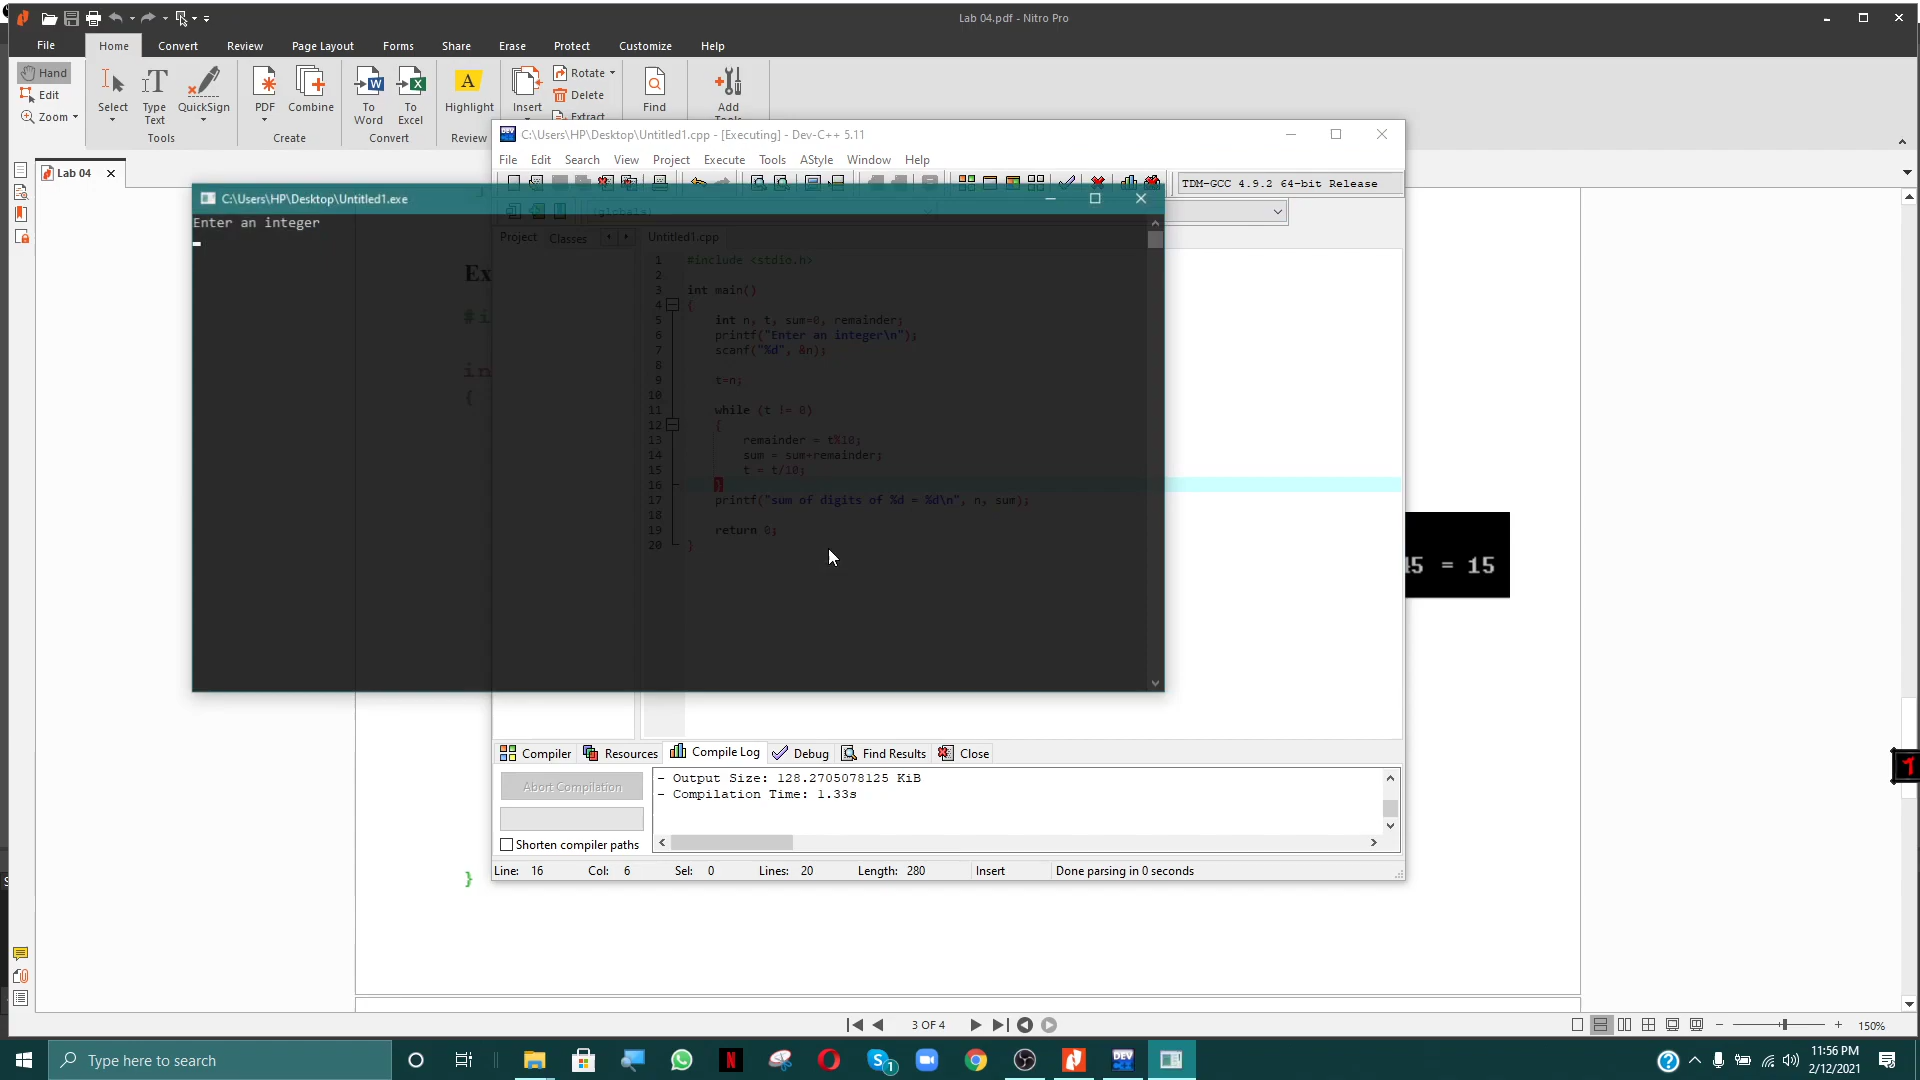 Lab 04.pdf - Nitro Pro
File Home Convert Review Page Layout Forms Share Erase Protect Customize Help
Hand
Edit
Zoom
Select
Type Text
QuickSign
Tools
PDF
Combine
Create
To Word
To Excel
Convert
Highlight
Review
Insert
Rotate
Delete
Extract
Find
Add Tools
Lab 04
C:\Users\HP\Desktop\Untitled1.cpp - [Executing] - Dev-C++ 5.11
File Edit Search View Project Execute Tools AStyle Window Help
TDM-GCC 4.9.2 64-bit Release
C:\Users\HP\Desktop\Untitled1.exe
(globals)
Enter an integer
Project Classes Untitled1.cpp
Ex
#i
in
{
1 #include <stdio.h>
2
3 int main()
4 {
5 int n, t, sum=0, remainder;
6 printf("Enter an integer\n");
7 scanf("%d", &n);
8
9 t=n;
10
11 while (t != 0)
12 {
13 remainder = t%10;
14 sum = sum+remainder;
15 t = t/10;
16 }
17 printf("sum of digits of %d = %d\n", n, sum);
18
19 return 0;
20 }
45 = 15
Compiler Resources Compile Log Debug Find Results Close
Abort Compilation
Shorten compiler paths
- Output Size: 128.2705078125 KiB
- Compilation Time: 1.33s
Line: 16 Col: 6 Sel: 0 Lines: 20 Length: 280 Insert Done parsing in 0 seconds
}
3 OF 4
150%
Type here to search
11:56 PM
2/12/2021